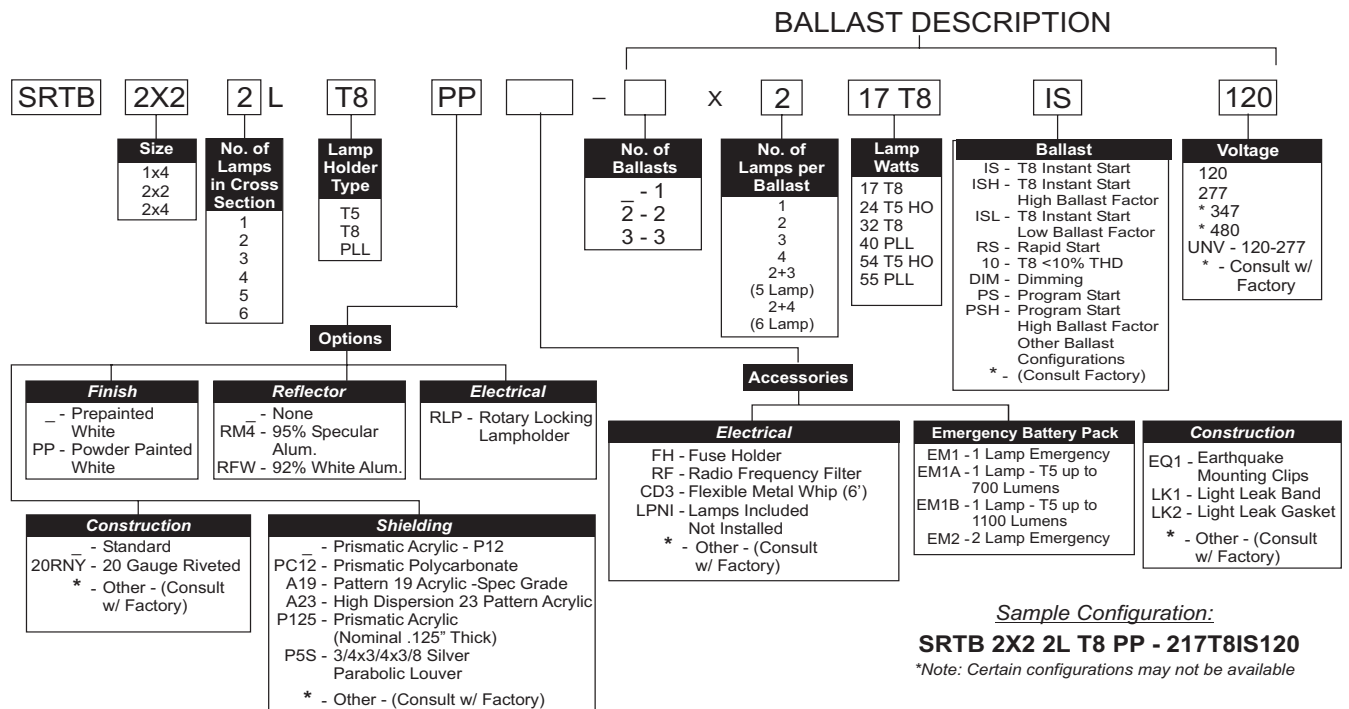 BALLAST DESCRIPTION
SRTB 2X2 2 L T8 PP – x 2 17 T8 IS 120
Size
1x4
2x2
2x4
No. of
Lamps
in Cross
Section
1
2
3
4
5
6
Lamp
Holder
Type
T5
T8
PLL
No. of
Ballasts
_ - 1
2 - 2
3 - 3
No. of
Lamps per
Ballast
1
2
3
4
2+3
(5 Lamp)
2+4
(6 Lamp)
Lamp
Watts
17 T8
24 T5 HO
32 T8
40 PLL
54 T5 HO
55 PLL
Ballast
IS - T8 Instant Start
ISH - T8 Instant Start
High Ballast Factor
ISL - T8 Instant Start
Low Ballast Factor
RS - Rapid Start
10 - T8 <10% THD
DIM - Dimming
PS - Program Start
PSH - Program Start
High Ballast Factor
Other Ballast
Configurations
* - (Consult Factory)
Voltage
120
277
* 347
* 480
UNV - 120-277
* - Consult w/
Factory
Options
Finish
_ - Prepainted
White
PP - Powder Painted
White
Reflector
_ - None
RM4 - 95% Specular
Alum.
RFW - 92% White Alum.
Electrical
RLP - Rotary Locking
Lampholder
Construction
_ - Standard
20RNY - 20 Gauge Riveted
* - Other - (Consult
w/ Factory)
Shielding
_ - Prismatic Acrylic - P12
PC12 - Prismatic Polycarbonate
A19 - Pattern 19 Acrylic -Spec Grade
A23 - High Dispersion 23 Pattern Acrylic
P125 - Prismatic Acrylic
(Nominal .125” Thick)
P5S - 3/4x3/4x3/8 Silver
Parabolic Louver
* - Other - (Consult w/ Factory)
Accessories
Electrical
FH - Fuse Holder
RF - Radio Frequency Filter
CD3 - Flexible Metal Whip (6’)
LPNI - Lamps Included
Not Installed
* - Other - (Consult
w/ Factory)
Emergency Battery Pack
EM1 - 1 Lamp Emergency
EM1A - 1 Lamp - T5 up to
700 Lumens
EM1B - 1 Lamp - T5 up to
1100 Lumens
EM2 - 2 Lamp Emergency
Construction
EQ1 - Earthquake
Mounting Clips
LK1 - Light Leak Band
LK2 - Light Leak Gasket
* - Other - (Consult
w/ Factory)
Sample Configuration:
SRTB 2X2 2L T8 PP - 217T8IS120
*Note: Certain configurations may not be available